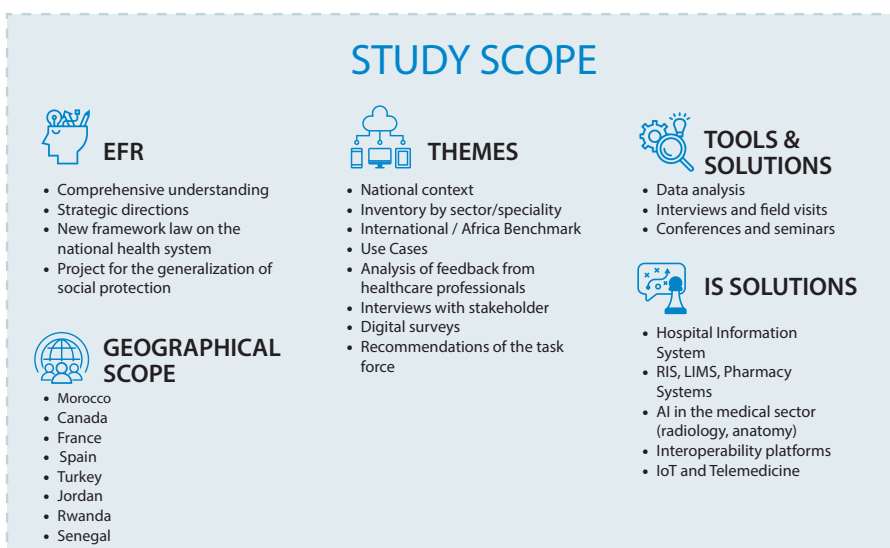 STUDY SCOPE
EFR
• Comprehensive understanding
• Strategic directions
• New framework law on the
national health system
• Project for the generalization of
social protection
GEOGRAPHICAL
SCOPE
• Morocco
• Canada
• France
• Spain
• Turkey
• Jordan
• Rwanda
• Senegal
THEMES
• National context
• Inventory by sector/speciality
• International / Africa Benchmark
• Use Cases
• Analysis of feedback from
healthcare professionals
• Interviews with stakeholder
• Digital surveys
• Recommendations of the task
force
TOOLS &
SOLUTIONS
• Data analysis
• Interviews and field visits
• Conferences and seminars
IS SOLUTIONS
• Hospital Information
System
• RIS, LIMS, Pharmacy
Systems
• AI in the medical sector
(radiology, anatomy)
• Interoperability platforms
• IoT and Telemedicine